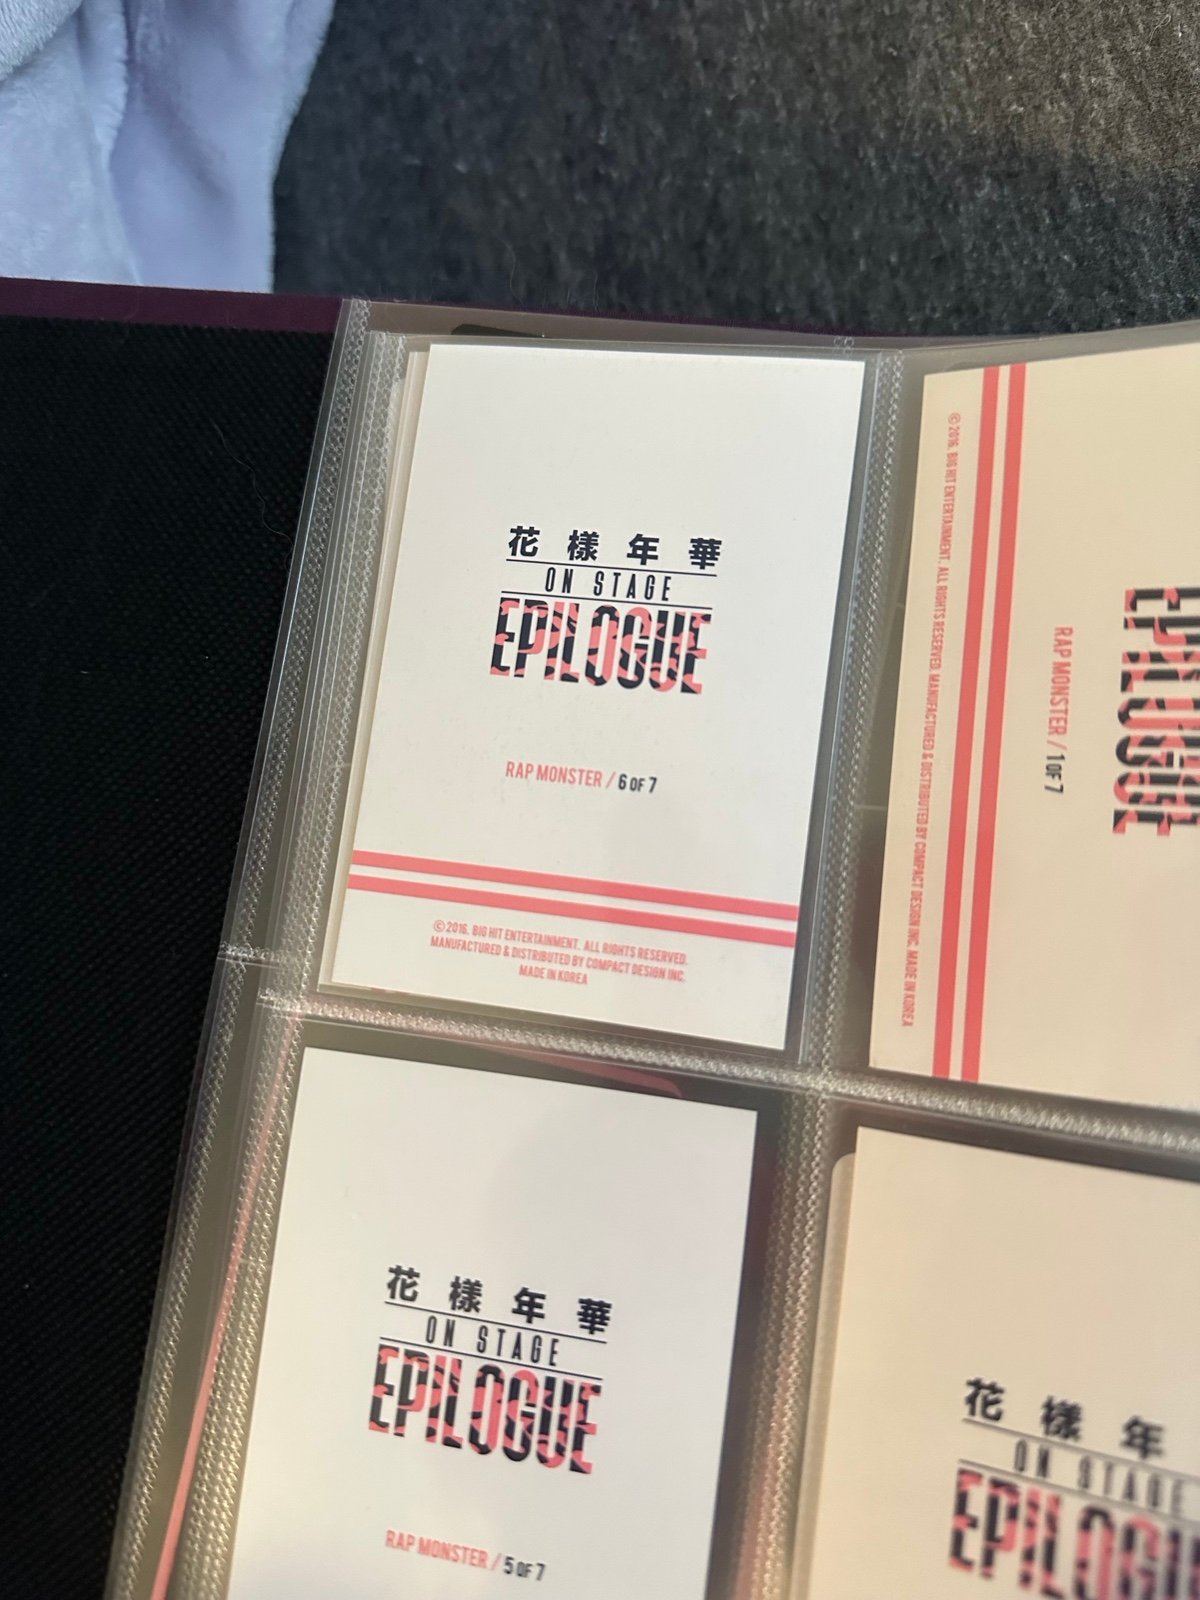 花樣年華
ON STAGE
EPILOGUE
RAP MONSTER / 6 OF 7
©2016. BIG HIT ENTERTAINMENT. ALL RIGHTS RESERVED.
MANUFACTURED & DISTRIBUTED BY COMPACT DESIGN INC.
MADE IN KOREA
EPILOGUE
RAP MONSTER / 1 OF 7
©2016. BIG HIT ENTERTAINMENT. ALL RIGHTS RESERVED. MANUFACTURED & DISTRIBUTED BY COMPACT DESIGN INC. MADE IN KOREA
花樣年華
ON STAGE
EPILOGUE
RAP MONSTER / 5 OF 7
花樣年
ON STAGE
EPILOGUE